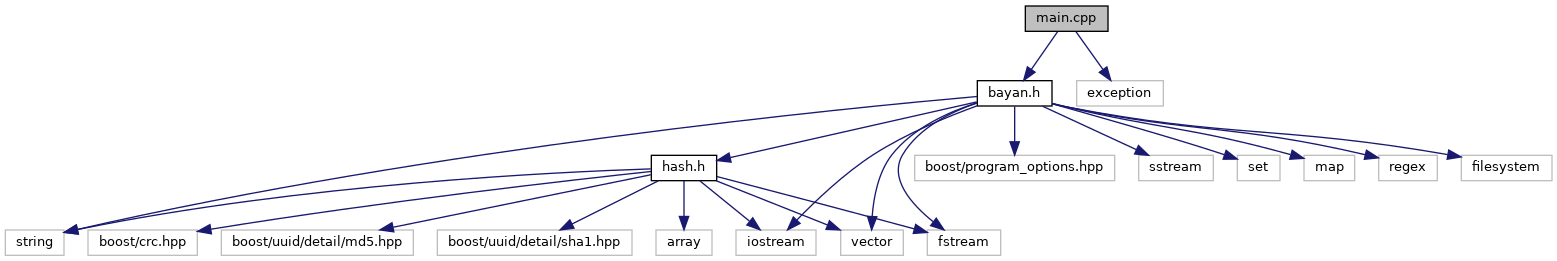 main.cpp
bayan.h
exception
hash.h
boost/program_options.hpp
sstream
set
map
regex
filesystem
string
boost/crc.hpp
boost/uuid/detail/md5.hpp
boost/uuid/detail/sha1.hpp
array
iostream
vector
fstream